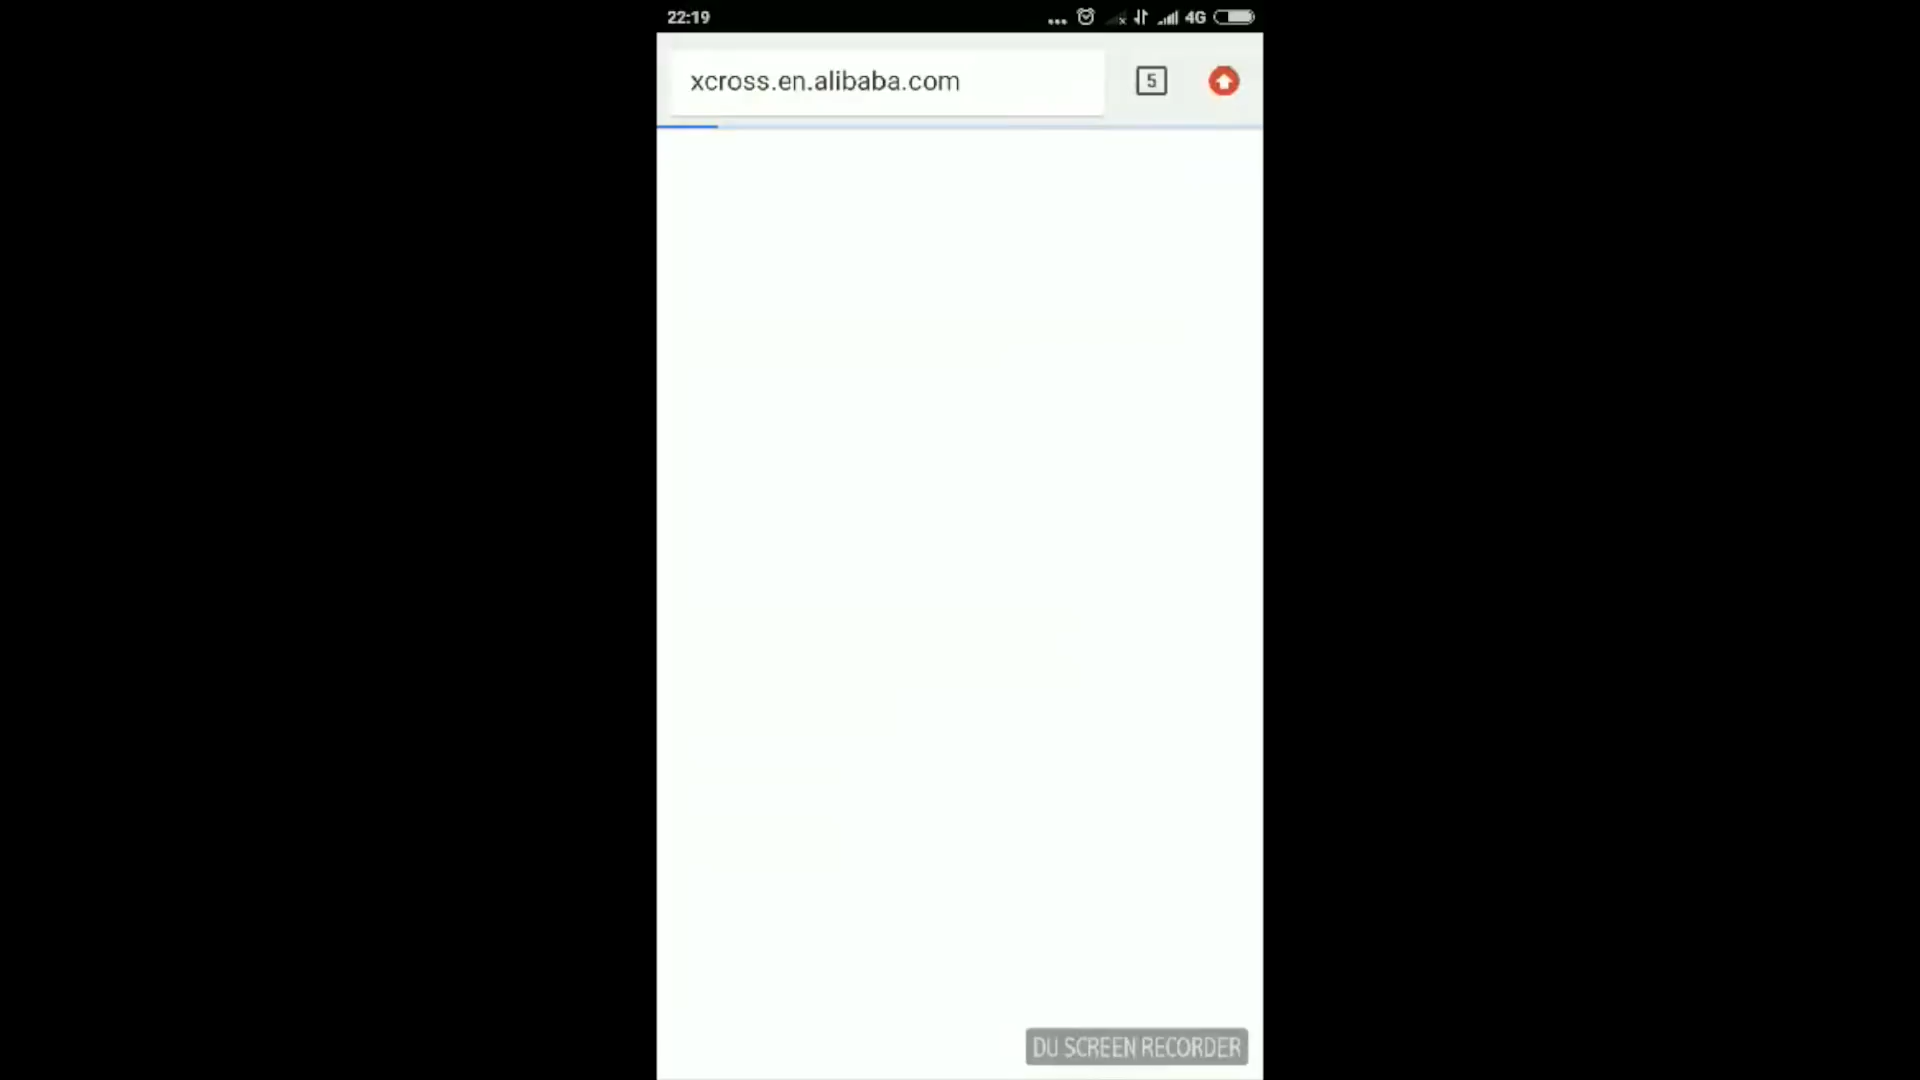 22:19
4G
xcross.en.alibaba.com
5
DU SCREEN RECORDER